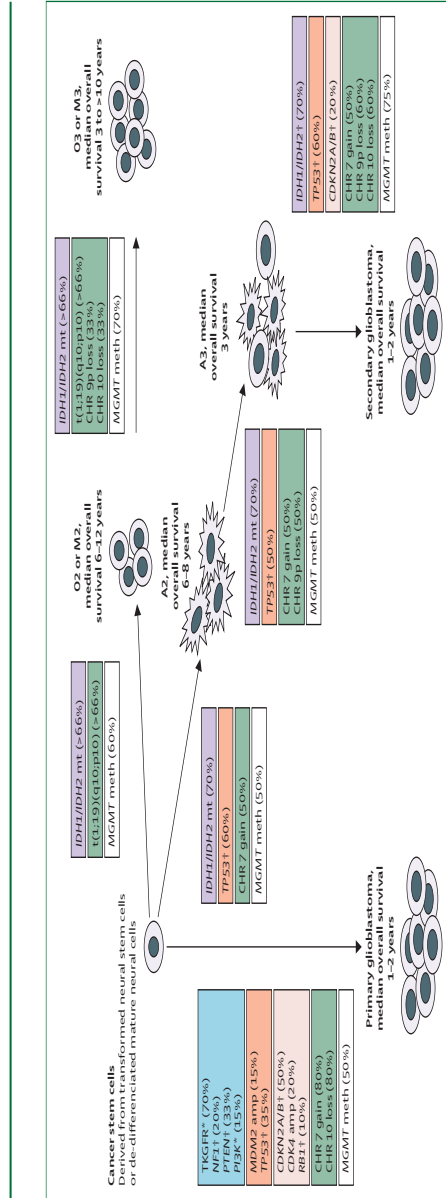 Cancer stem cells
Derived from transformed neural stem cells
or de-differentiated mature neural cells
IDH1/IDH2 mt (>66%)
t(1;19)(q10;p10) (>66%)
MGMT meth (60%)
O2 or M2,
median overall
survival 6–12 years
IDH1/IDH2 mt (>66%)
t(1;19)(q10;p10) (>66%)
CHR 9p loss (33%)
CHR 10 loss (33%)
MGMT meth (70%)
O3 or M3,
median overall
survival 3 to >10 years
IDH1/IDH2 mt (70%)
TP53† (60%)
CHR 7 gain (50%)
MGMT meth (50%)
A2, median
overall survival
6–8 years
IDH1/IDH2 mt (70%)
TP53† (50%)
CHR 7 gain (50%)
CHR 9p loss (50%)
MGMT meth (50%)
A3, median
overall survival
3 years
IDH1/IDH2† (70%)
TP53† (60%)
CDKN2A/B† (20%)
CHR 7 gain (50%)
CHR 9p loss (60%)
CHR 10 loss (60%)
MGMT meth (75%)
TKGFR* (70%)
NF1† (20%)
PTEN† (33%)
PI3K* (15%)
MDM2 amp (15%)
TP53† (35%)
CDKN2A/B† (50%)
CDK4 amp (20%)
RB1† (10%)
CHR 7 gain (80%)
CHR 10 loss (80%)
MGMT meth (50%)
Primary glioblastoma,
median overall survival
1–2 years
Secondary glioblastoma,
median overall survival
1–2 years